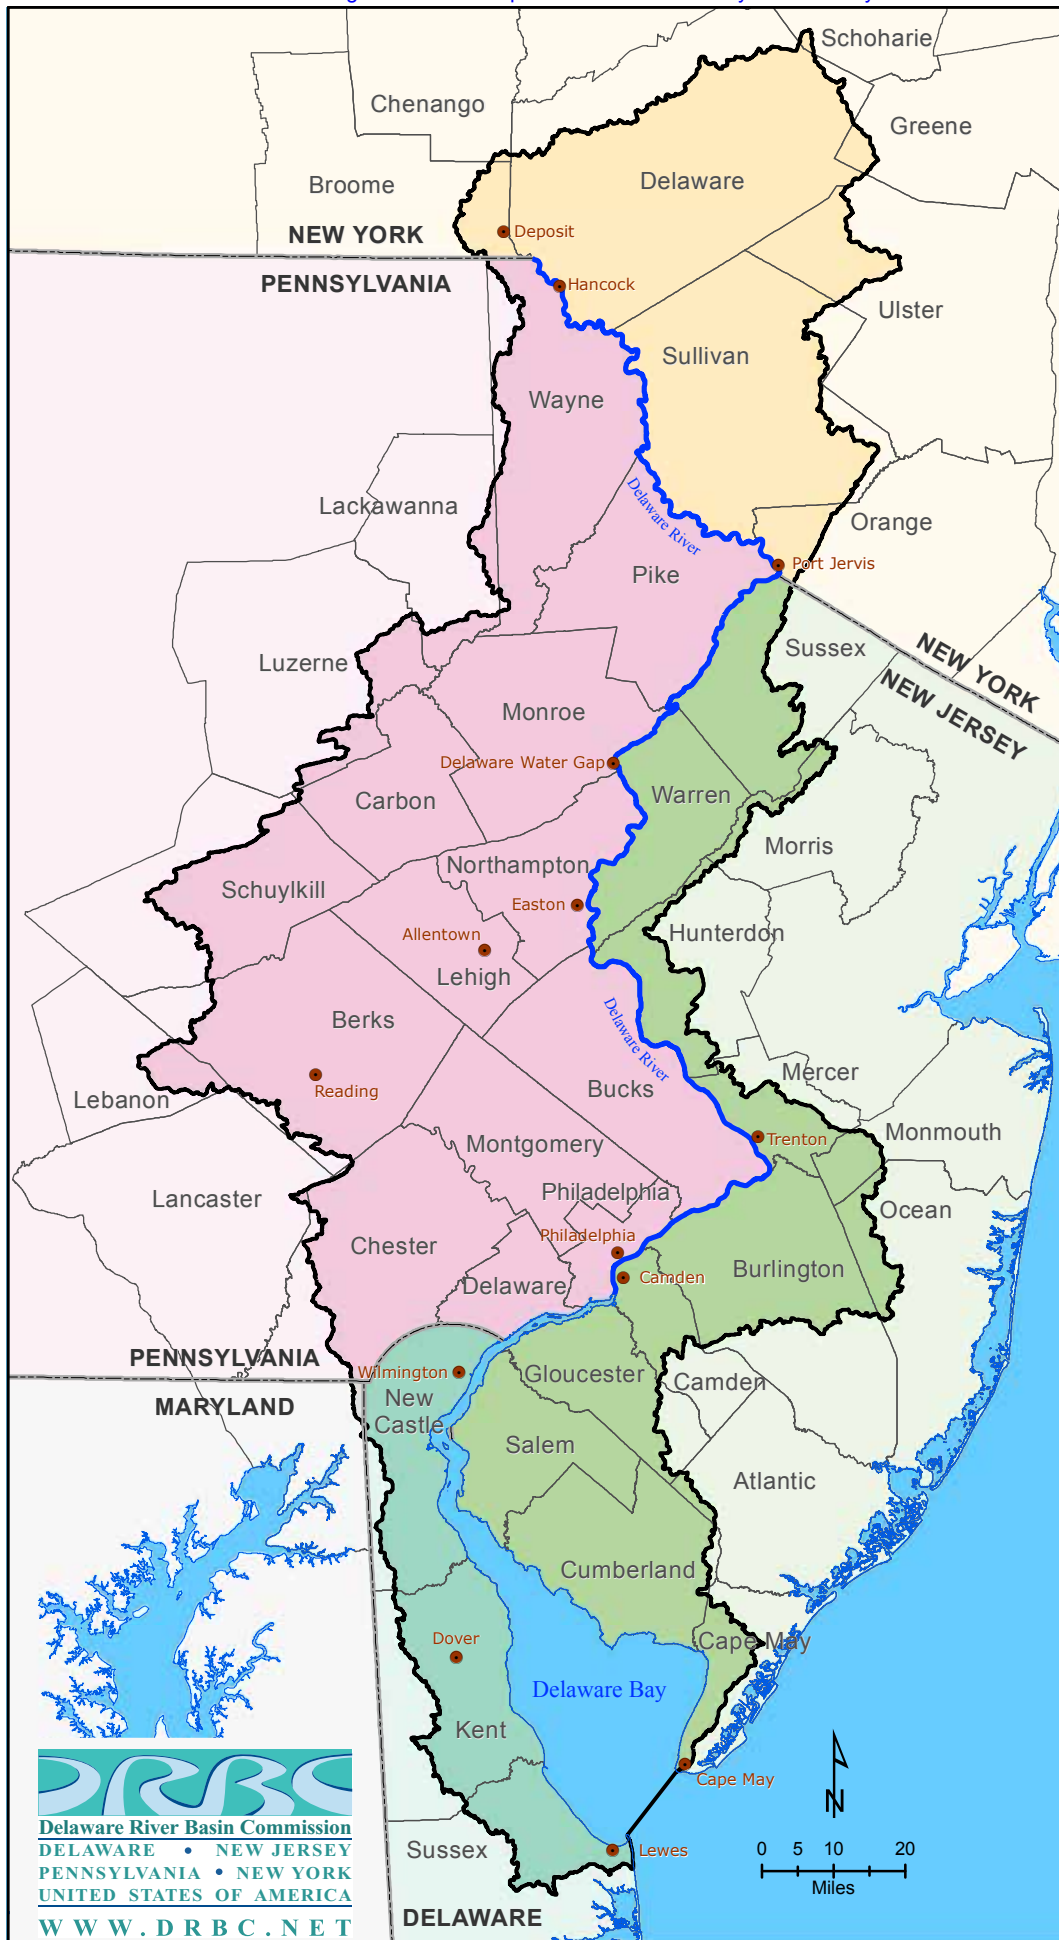 Schoharie
Chenango
Greene
Broome
Delaware
NEW YORK
Deposit
PENNSYLVANIA
Hancock
Ulster
Sullivan
Wayne
Lackawanna
Delaware River
Orange
Port Jervis
Pike
Sussex
NEW YORK
NEW JERSEY
Luzerne
Monroe
Delaware Water Gap
Warren
Carbon
Morris
Northampton
Schuylkill
Easton
Allentown
Hunterdon
Lehigh
Berks
Delaware River
Mercer
Reading
Bucks
Lebanon
Trenton
Monmouth
Montgomery
Lancaster
Philadelphia
Ocean
Philadelphia
Chester
Camden
Burlington
Delaware
PENNSYLVANIA
Wilmington
Gloucester
Camden
MARYLAND
New
Castle
Salem
Atlantic
Cumberland
Dover
Cape May
Delaware Bay
Kent
Cape May
N
Sussex
Lewes
0 5 10 20
Miles
DELAWARE
DRBC
Delaware River Basin Commission
DELAWARE • NEW JERSEY
PENNSYLVANIA • NEW YORK
UNITED STATES OF AMERICA
WWW.DRBC.NET